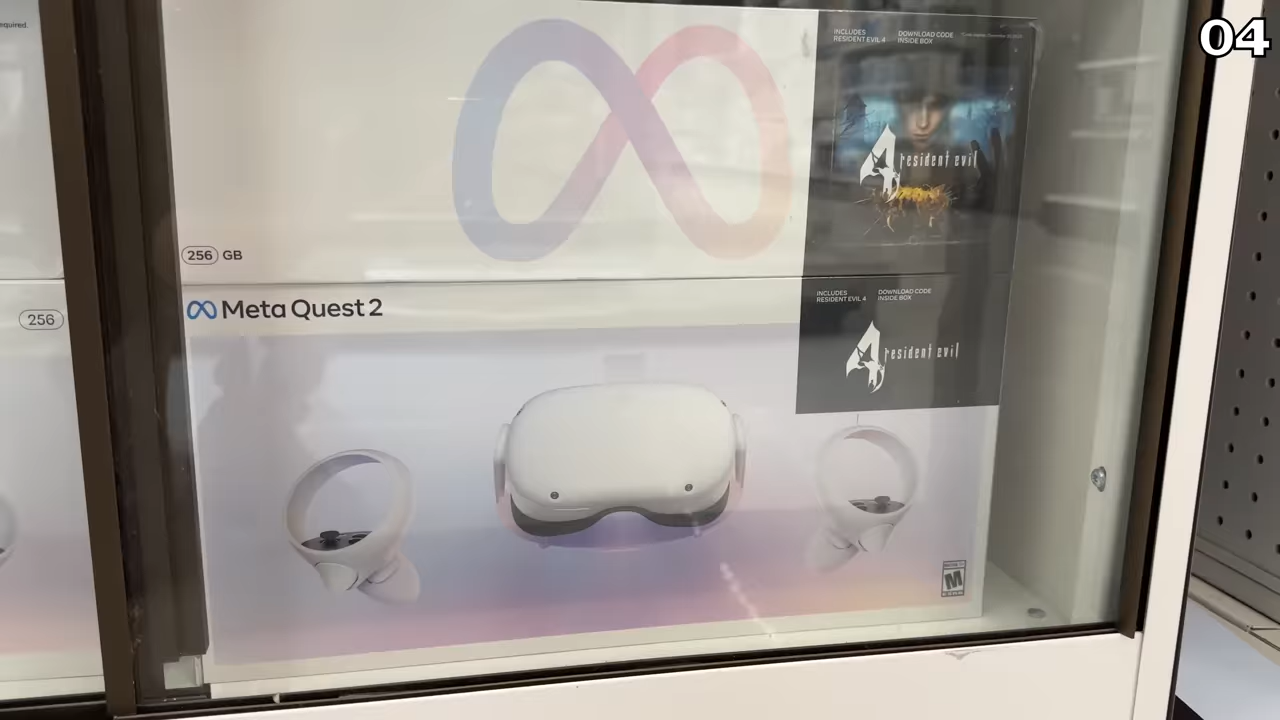 04
equired.
INCLUDES
RESIDENT EVIL 4
DOWNLOAD CODE
INSIDE BOX
4 resident evil
256 GB
256
Meta Quest 2
INCLUDES
RESIDENT EVIL 4
DOWNLOAD CODE
INSIDE BOX
4 resident evil
M